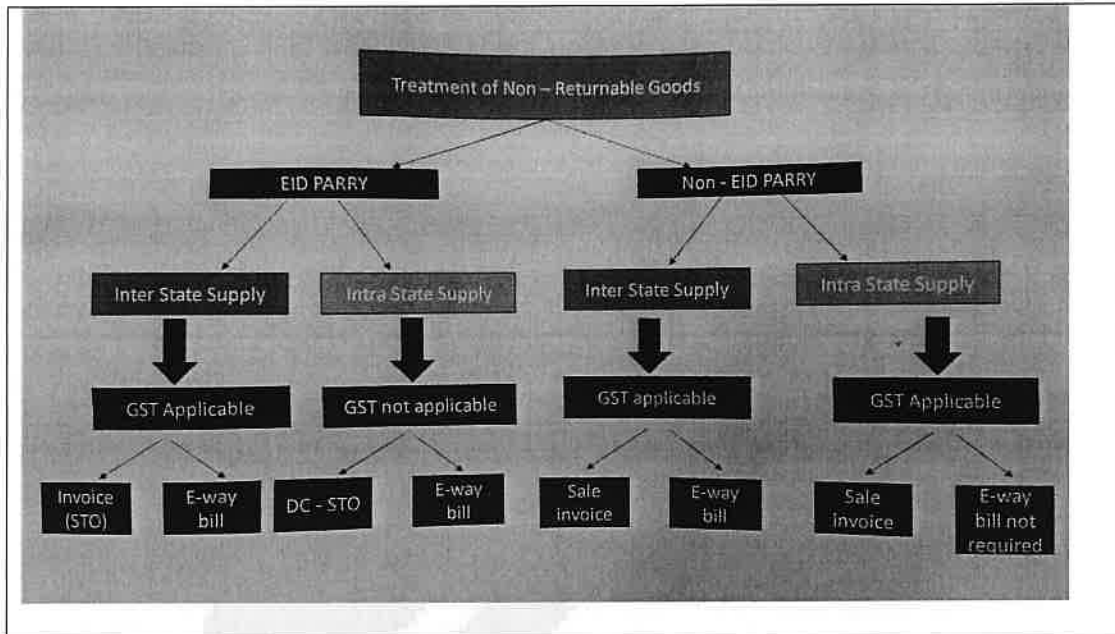 Treatment of Non – Returnable Goods
EID PARRY
Non - EID PARRY
Inter State Supply
Intra State Supply
Inter State Supply
Intra State Supply
GST Applicable
GST not applicable
GST applicable
GST Applicable
Invoice
(STO)
E-way
bill
DC - STO
E-way
bill
Sale
invoice
E-way
bill
Sale
invoice
E-way
bill not
required